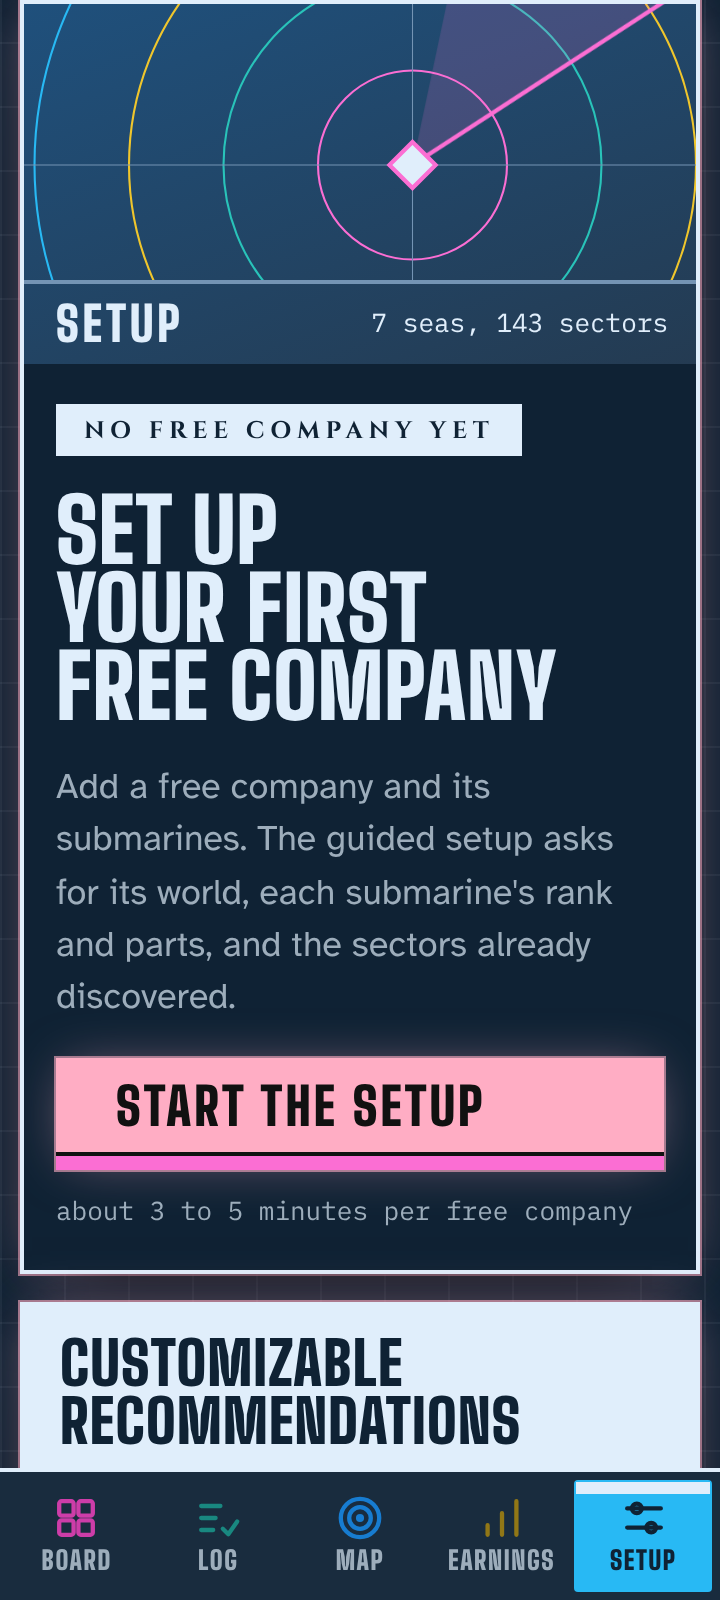 SETUP
7 seas, 143 sectors
NO FREE COMPANY YET
SET UP
YOUR FIRST
FREE COMPANY
Add a free company and its
submarines. The guided setup asks
for its world, each submarine's rank
and parts, and the sectors already
discovered.
START THE SETUP
about 3 to 5 minutes per free company
CUSTOMIZABLE
RECOMMENDATIONS
BOARD
LOG
MAP
EARNINGS
SETUP